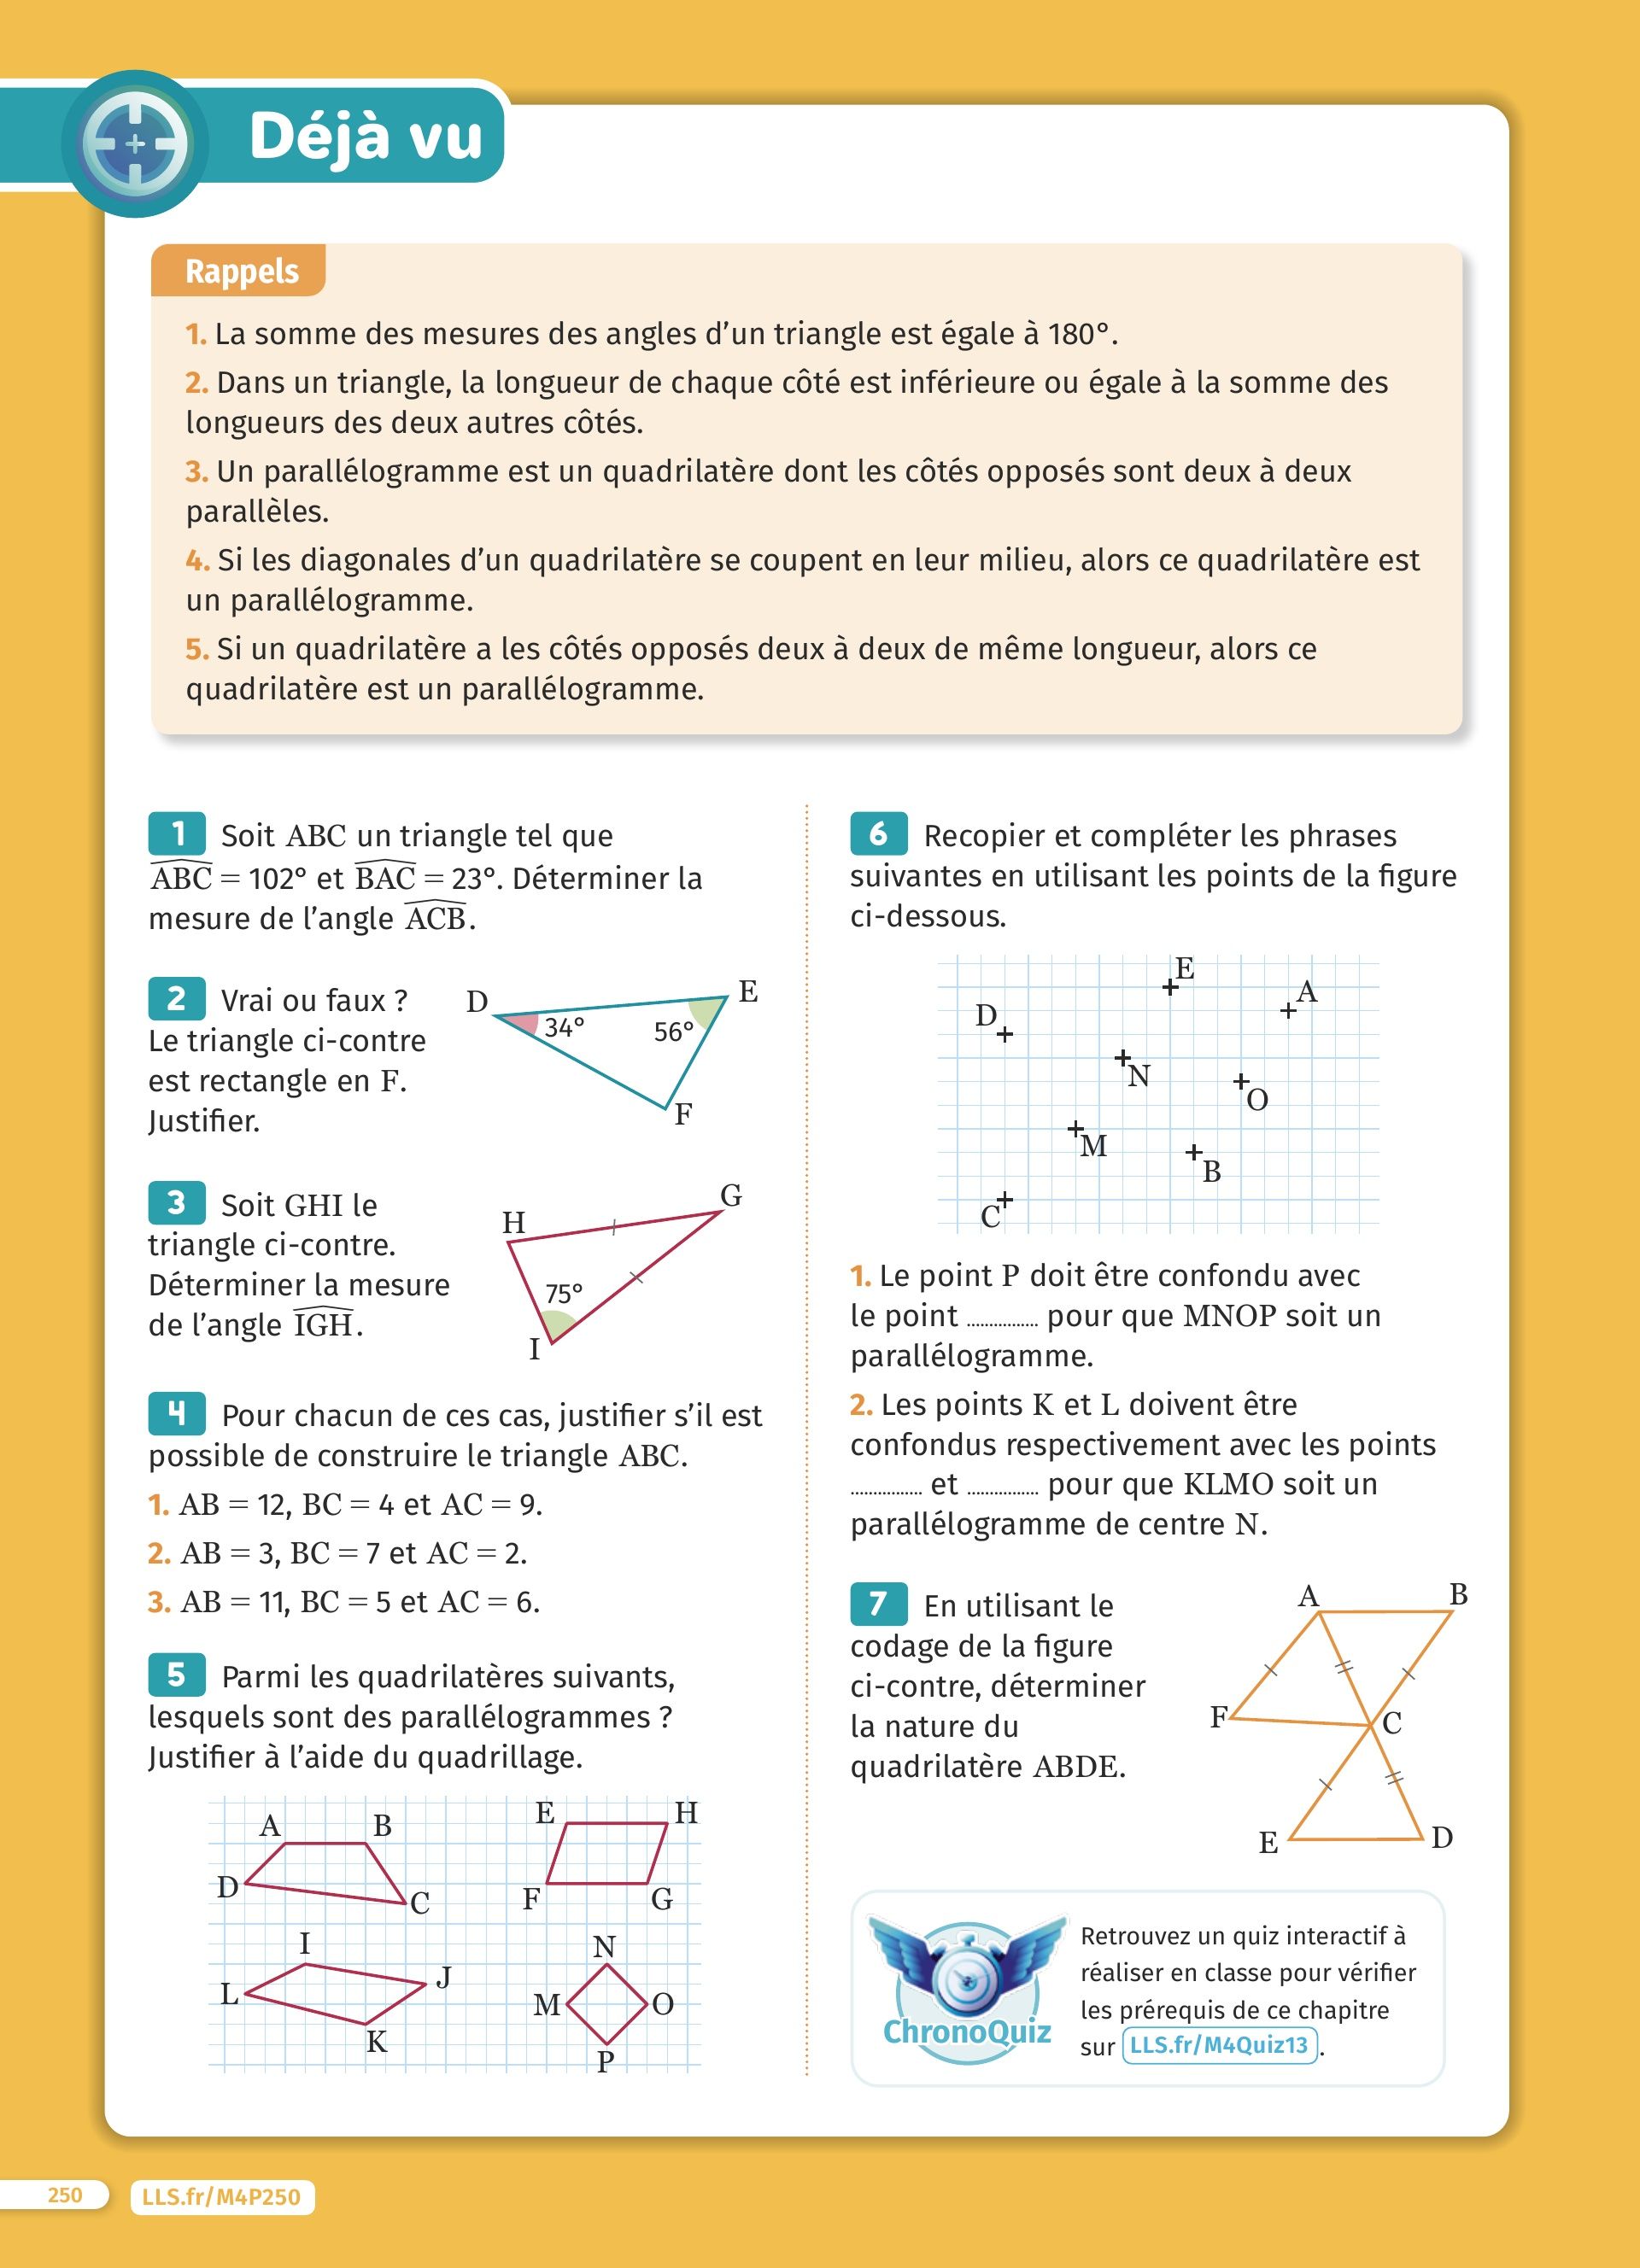 Déjà vu
Rappels
1. La somme des mesures des angles d’un triangle est égale à 180°.
2. Dans un triangle, la longueur de chaque côté est inférieure ou égale à la somme des
longueurs des deux autres côtés.
3. Un parallélogramme est un quadrilatère dont les côtés opposés sont deux à deux
parallèles.
4. Si les diagonales d’un quadrilatère se coupent en leur milieu, alors ce quadrilatère est
un parallélogramme.
5. Si un quadrilatère a les côtés opposés deux à deux de même longueur, alors ce
quadrilatère est un parallélogramme.
1 Soit ABC un triangle tel que
ABC = 102° et BAC = 23°. Déterminer la
mesure de l’angle ACB.
2 Vrai ou faux ?
Le triangle ci-contre
est rectangle en F.
Justifier.
D
E
34°
56°
F
3 Soit GHI le
triangle ci-contre.
Déterminer la mesure
de l’angle IGH.
G
H
75°
I
4 Pour chacun de ces cas, justifier s’il est
possible de construire le triangle ABC.
1. AB = 12, BC = 4 et AC = 9.
2. AB = 3, BC = 7 et AC = 2.
3. AB = 11, BC = 5 et AC = 6.
5 Parmi les quadrilatères suivants,
lesquels sont des parallélogrammes ?
Justifier à l’aide du quadrillage.
A
B
E
H
D
C
F
G
I
N
L
J
M
O
K
P
6 Recopier et compléter les phrases
suivantes en utilisant les points de la figure
ci-dessous.
E
A
D
N
O
M
B
C
1. Le point P doit être confondu avec
le point ................ pour que MNOP soit un
parallélogramme.
2. Les points K et L doivent être
confondus respectivement avec les points
................ et ................ pour que KLMO soit un
parallélogramme de centre N.
7 En utilisant le
codage de la figure
ci-contre, déterminer
la nature du
quadrilatère ABDE.
A
B
F
C
E
D
ChronoQuiz
Retrouvez un quiz interactif à
réaliser en classe pour vérifier
les prérequis de ce chapitre
sur LLS.fr/M4Quiz13.
250
LLS.fr/M4P250